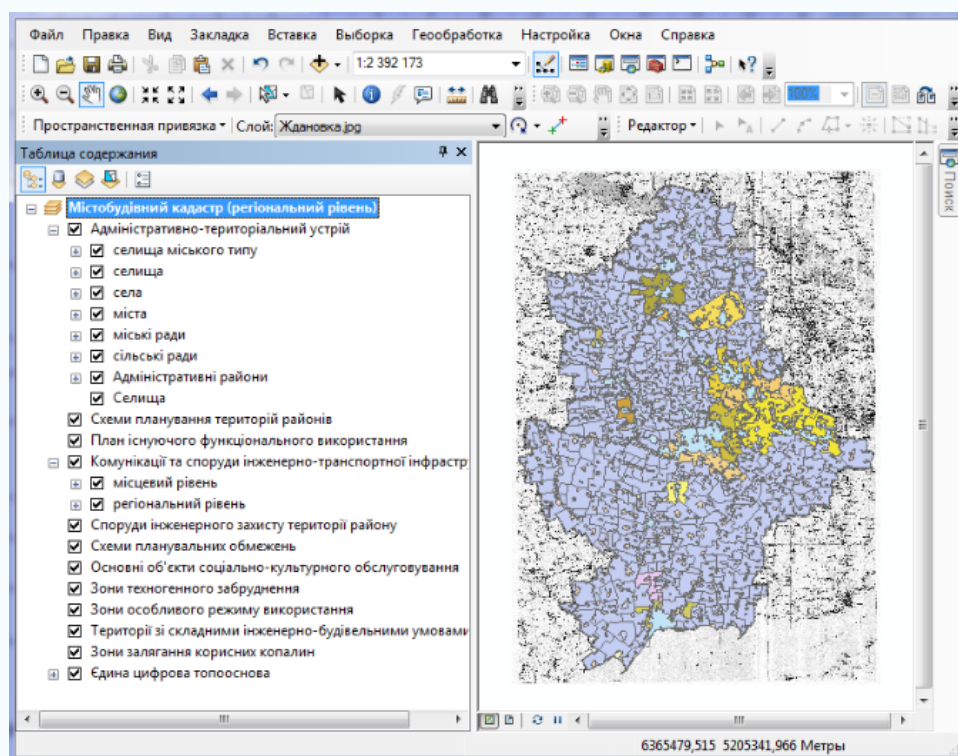 Файл Правка Вид Закладка Вставка Выборка Геообработка Настройка Окна Справка
1:2 392 173
100%
Пространственная привязка Слой: Ждановка.jpg Редактор
Таблица содержания
Поиск
Містобудівний кадастр (регіональний рівень)
Адміністративно-територіальний устрій
селища міського типу
селища
села
міста
міські ради
сільські ради
Адміністративні райони
Селища
Схеми планування територій районів
План існуючого функціонального використання
Комунікації та споруди інженерно-транспортної інфрастр
місцевий рівень
регіональний рівень
Споруди інженерного захисту території району
Схеми планувальних обмежень
Основні об'єкти соціально-культурного обслуговування
Зони техногенного забруднення
Зони особливого режиму використання
Території зі складними інженерно-будівельними умовами
Зони залягання корисних копалин
Єдина цифрова топооснова
6365479,515 5205341,966 Метры